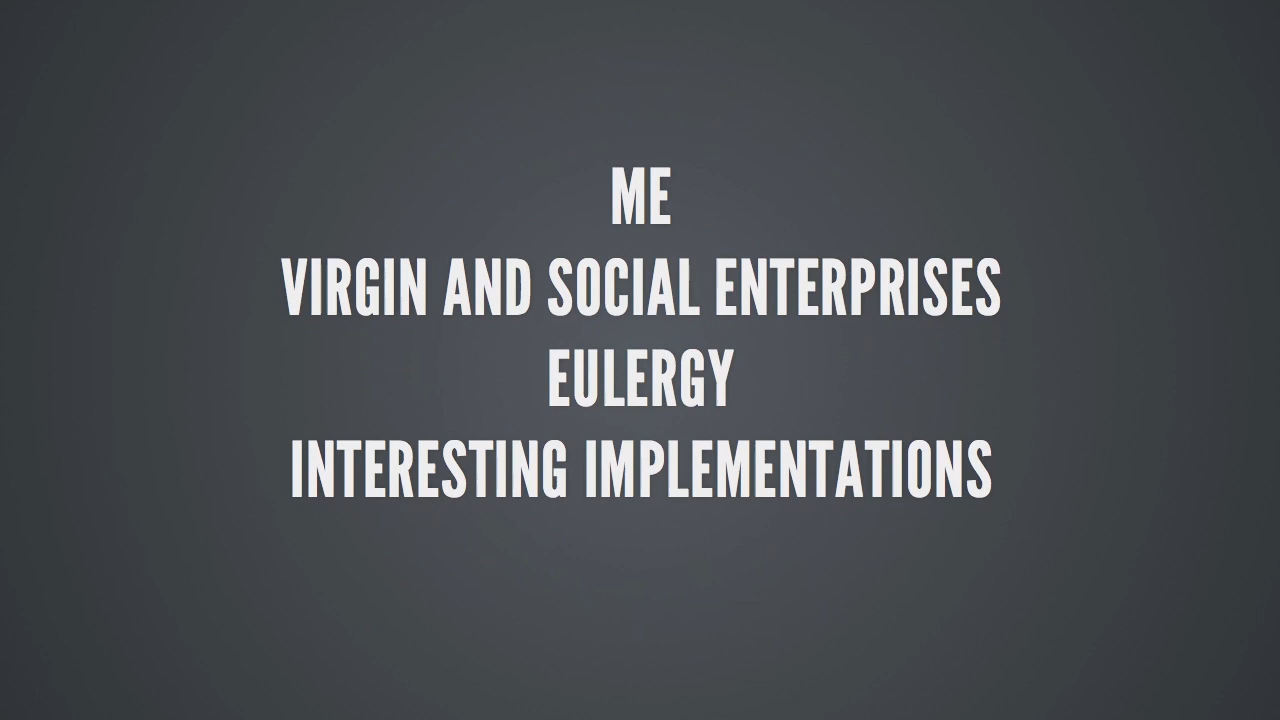 ME
VIRGIN AND SOCIAL ENTERPRISES
EULERGY
INTERESTING IMPLEMENTATIONS